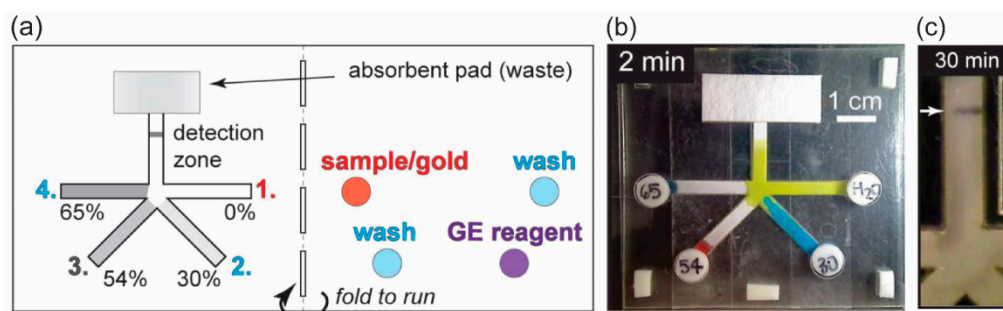 (a)
absorbent pad (waste)
detection
zone
4.
65%
1.
0%
3.
54%
30%
2.
sample/gold
wash
wash
GE reagent
fold to run
(b)
2 min
1 cm
65
H₂O
54
30
(c)
30 min